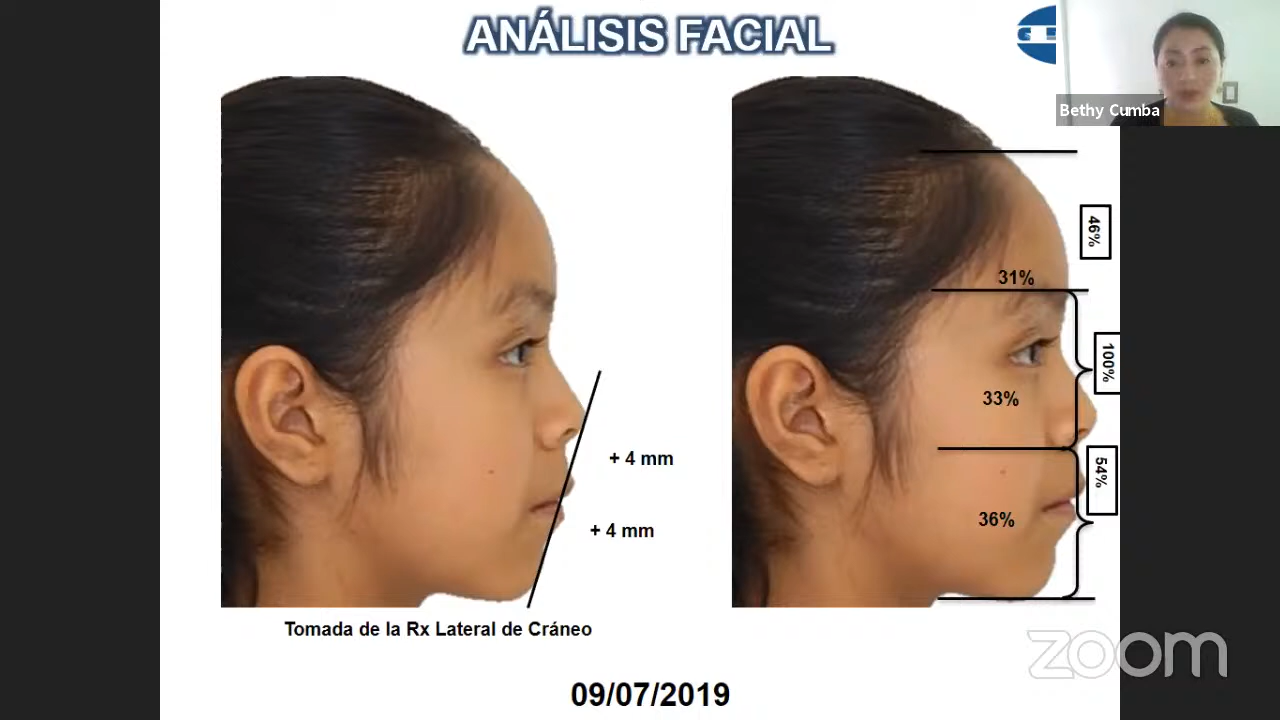 ANÁLISIS FACIAL
Bethy Cumba
46%
31%
100%
33%
+ 4 mm
54%
36%
+ 4 mm
Tomada de la Rx Lateral de Cráneo
zoom
09/07/2019